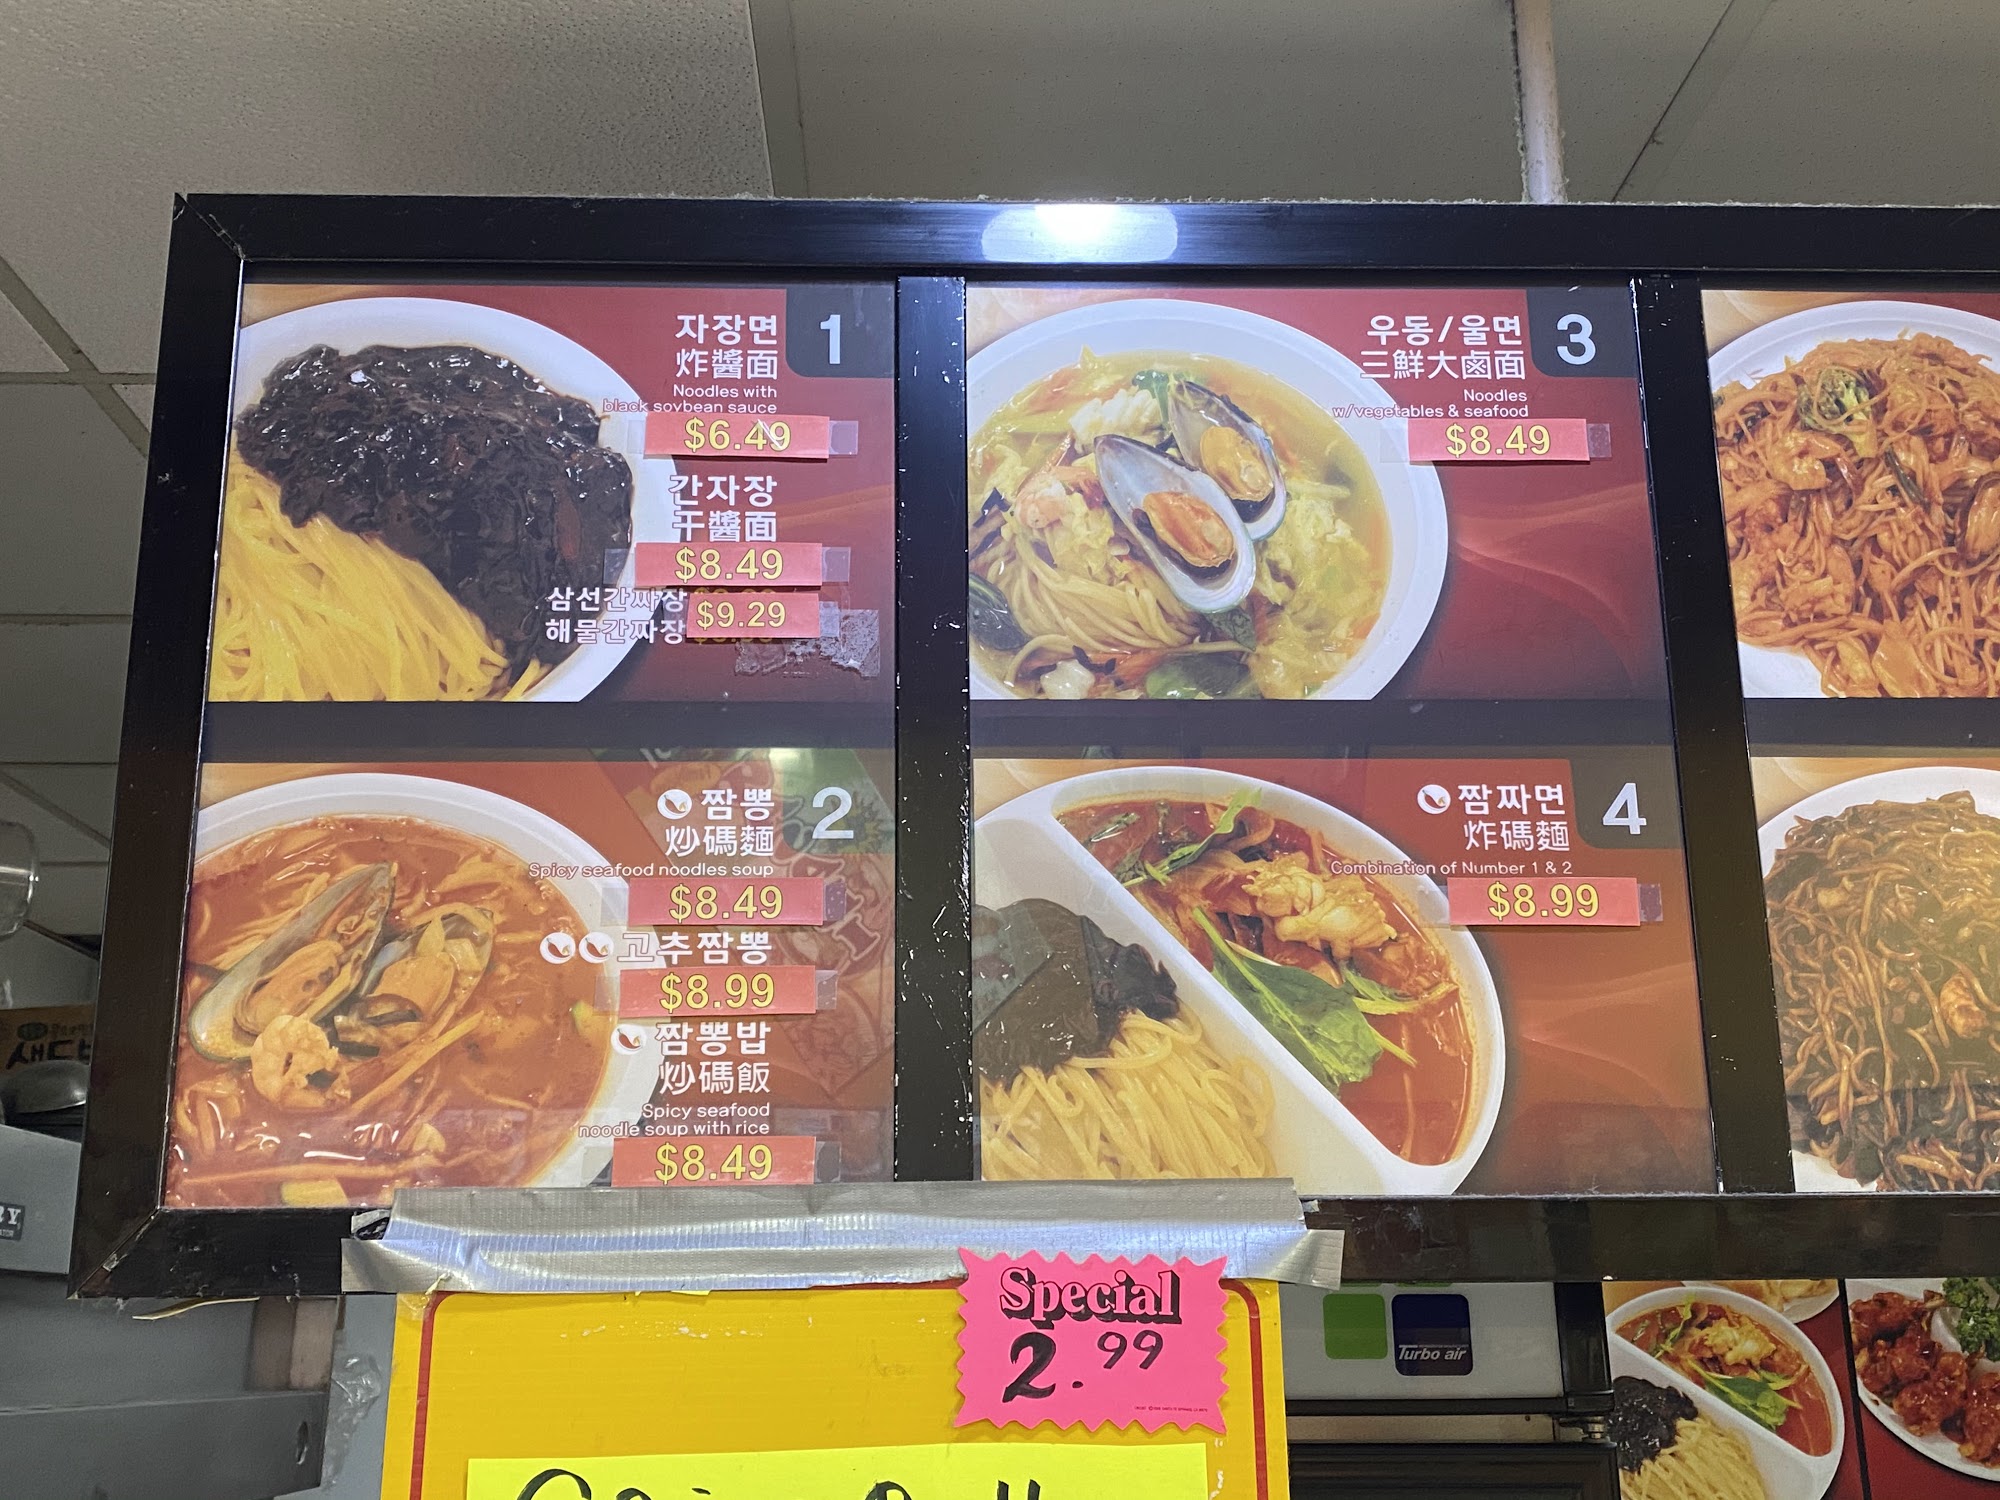 1
자장면
炸醬面
Noodles with
black soybean sauce
$6.49
간자장
干醬面
$8.49
삼선간짜장
해물간짜장
$9.29
2
짬뽕
炒碼麵
Spicy seafood noodles soup
$8.49
고추짬뽕
$8.99
짬뽕밥
炒碼飯
Spicy seafood
noodle soup with rice
$8.49
3
우동/울면
三鮮大鹵面
Noodles
w/vegetables & seafood
$8.49
4
짬짜면
炸碼麵
Combination of Number 1 & 2
$8.99
Special
2.99
Turbo air